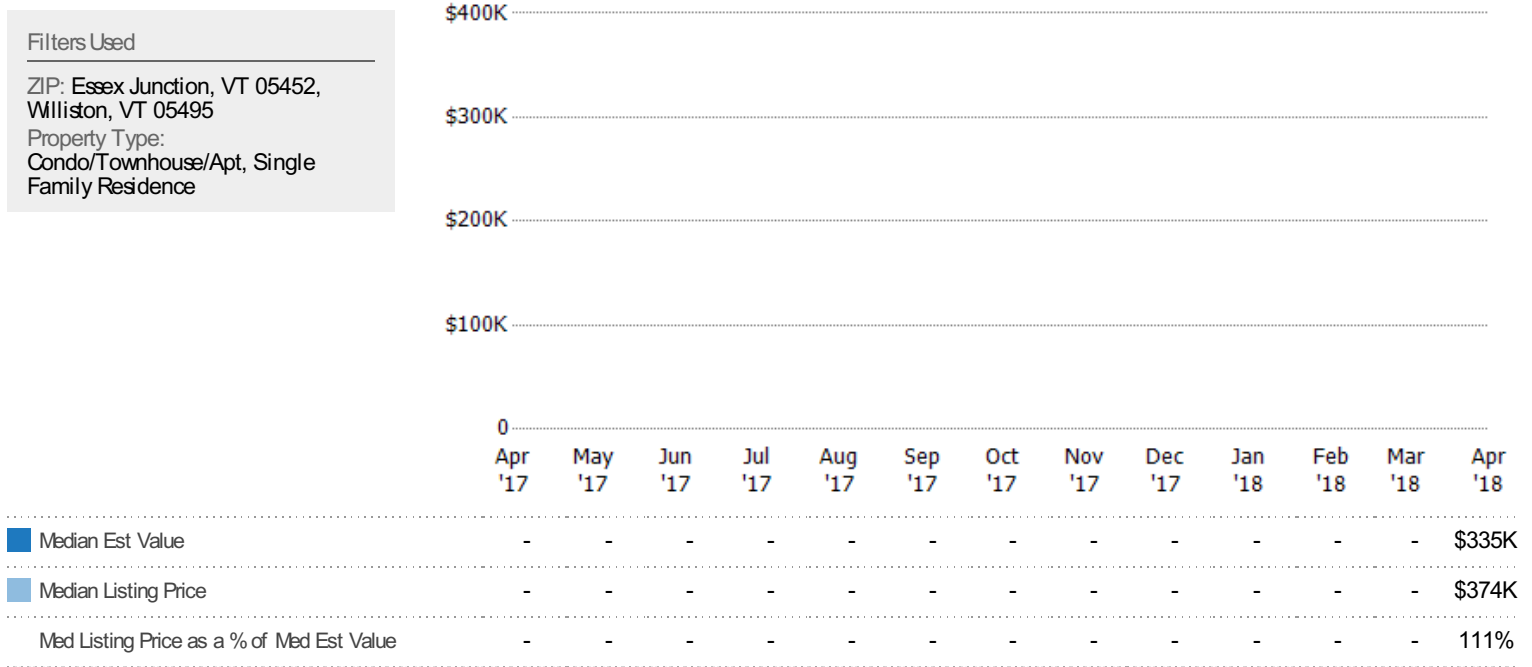 Filters Used
ZIP: Essex Junction, VT 05452,
Williston, VT 05495
Property Type:
Condo/Townhouse/Apt, Single
Family Residence
$400K
$300K
$200K
$100K
0
Apr May Jun Jul Aug Sep Oct Nov Dec Jan Feb Mar Apr
'17 '17 '17 '17 '17 '17 '17 '17 '17 '18 '18 '18 '18
Median Est Value - - - - - - - - - - - - $335K
Median Listing Price - - - - - - - - - - - - $374K
Med Listing Price as a % of Med Est Value - - - - - - - - - - - - 111%